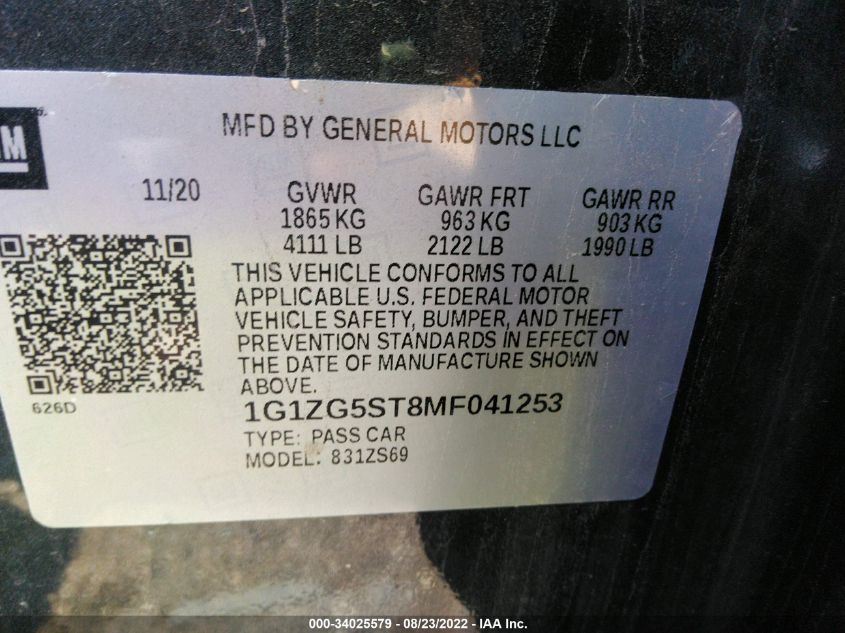 MFD BY GENERAL MOTORS LLC
11/20 GVWR GAWR FRT GAWR RR
1865 KG 963 KG 903 KG
4111 LB 2122 LB 1990 LB
THIS VEHICLE CONFORMS TO ALL
APPLICABLE U.S. FEDERAL MOTOR
VEHICLE SAFETY, BUMPER, AND THEFT
PREVENTION STANDARDS IN EFFECT ON
THE DATE OF MANUFACTURE SHOWN
ABOVE.
626D
1G1ZG5ST8MF041253
TYPE: PASS CAR
MODEL: 831ZS69
000-34025579 - 08/23/2022 - IAA Inc.